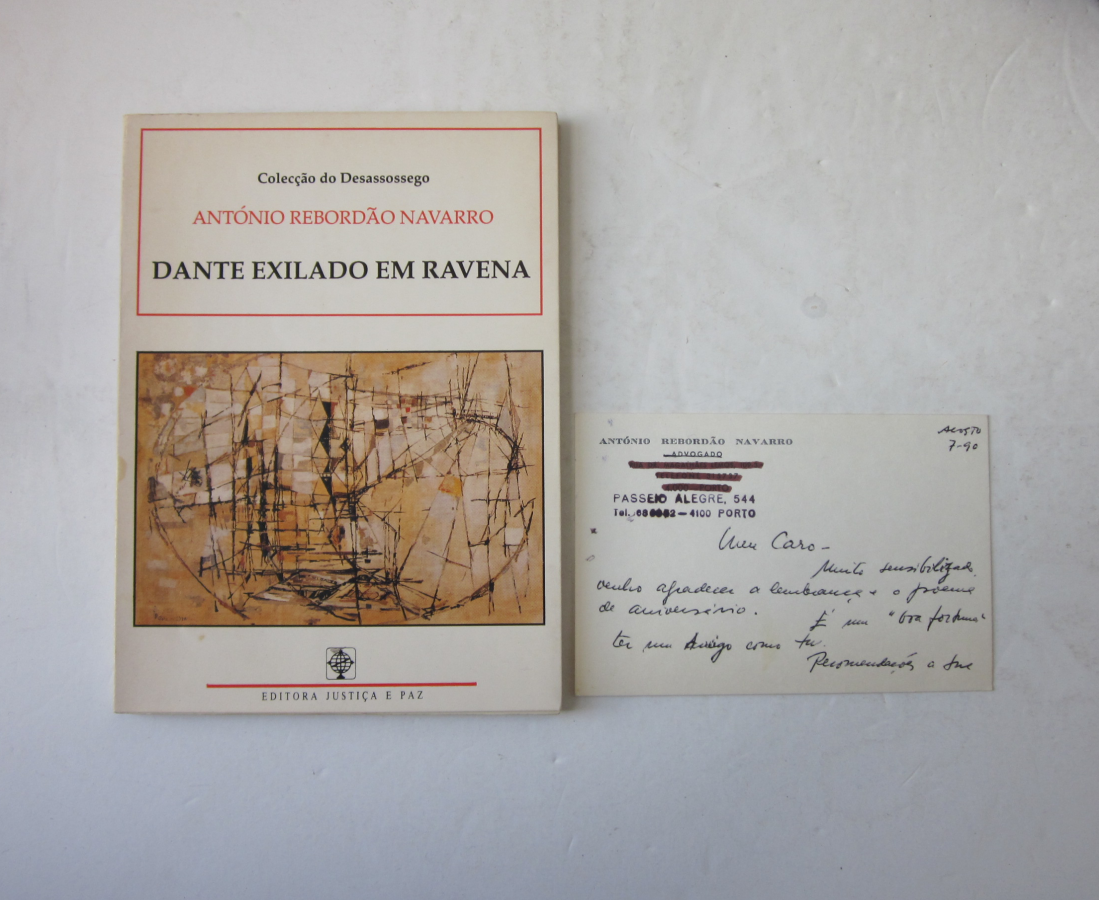 Colecção do Desassossego
ANTÓNIO REBORDÃO NAVARRO
DANTE EXILADO EM RAVENA
EDITORA JUSTIÇA E PAZ
ANTÓNIO REBORDÃO NAVARRO
ADVOGADO
PASSEIO ALEGRE, 544
Tel. 4100 PORTO
7-90
Meu Caro -
Muito sensibilizado,
venho agradecer a lembrança e o poema
de aniversário. É uma "boa fortuna"
ter um Amigo como tu.
Recomendações a